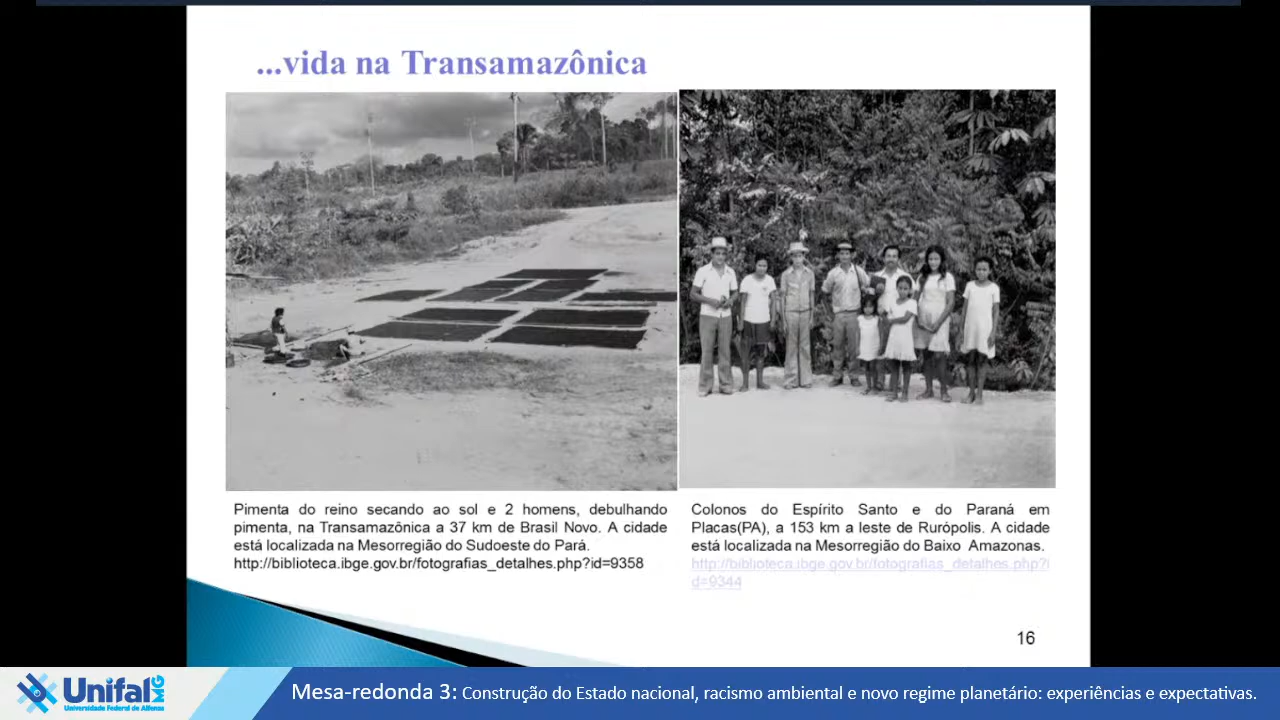 ...vida na Transamazônica
Pimenta do reino secando ao sol e 2 homens, debulhando
pimenta, na Transamazônica a 37 km de Brasil Novo. A cidade
está localizada na Mesorregião do Sudoeste do Pará.
http://biblioteca.ibge.gov.br/fotografias_detalhes.php?id=9358
Colonos do Espírito Santo e do Paraná em
Placas(PA), a 153 km a leste de Rurópolis. A cidade
está localizada na Mesorregião do Baixo Amazonas.
http://biblioteca.ibge.gov.br/fotografias_detalhes.php?i
d=9344
16
Unifal MG
Universidade Federal de Alfenas
Mesa-redonda 3: Construção do Estado nacional, racismo ambiental e novo regime planetário: experiências e expectativas.